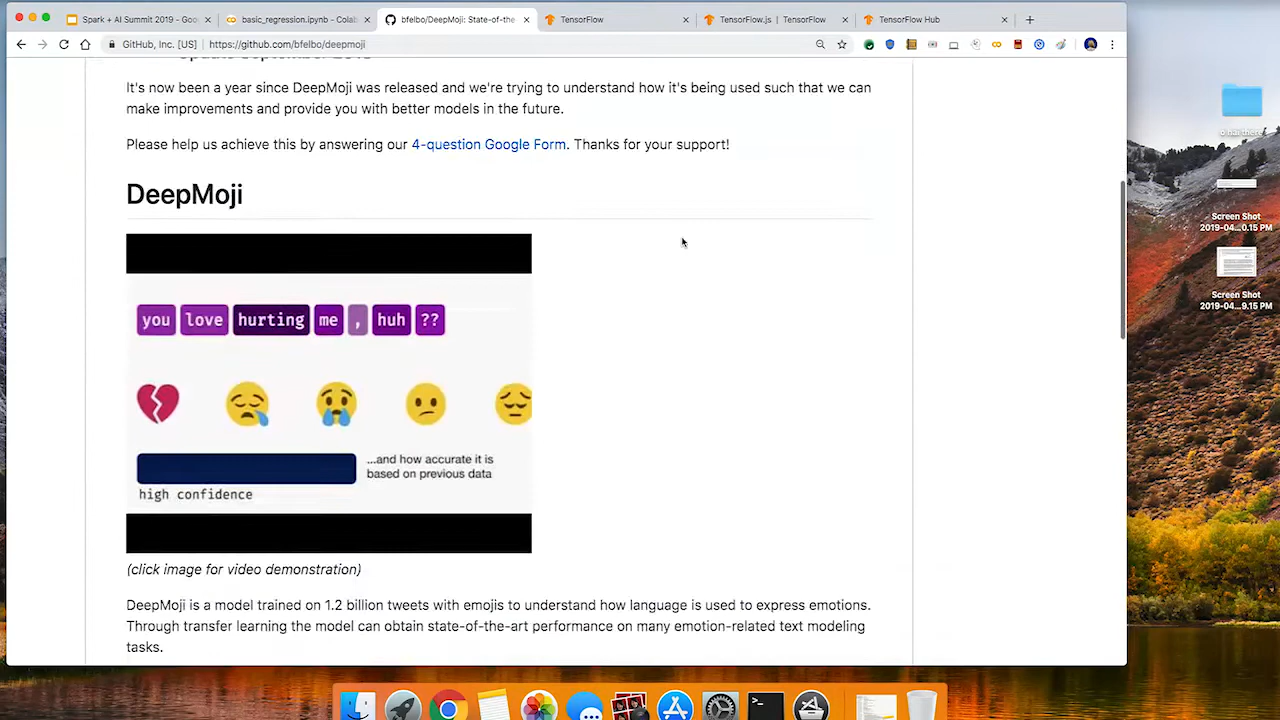 Spark + AI Summit 2019 - Goo
basic_regression.ipynb - Colab
bfelbo/DeepMoji: State-of-the
TensorFlow
TensorFlow.js | TensorFlow
TensorFlow Hub
GitHub, Inc. [US] | https://github.com/bfelbo/deepmoji
It's now been a year since DeepMoji was released and we're trying to understand how it's being used such that we can
make improvements and provide you with better models in the future.
Please help us achieve this by answering our 4-question Google Form. Thanks for your support!
DeepMoji
you love hurting me , huh ??
...and how accurate it is
based on previous data
high confidence
(click image for video demonstration)
DeepMoji is a model trained on 1.2 billion tweets with emojis to understand how language is used to express emotions.
Through transfer learning the model can obtain state-of-the-art performance on many emotion-related text modeling
tasks.
o hai there
Screen Shot
2019-04...0.15 PM
Screen Shot
2019-04...9.15 PM